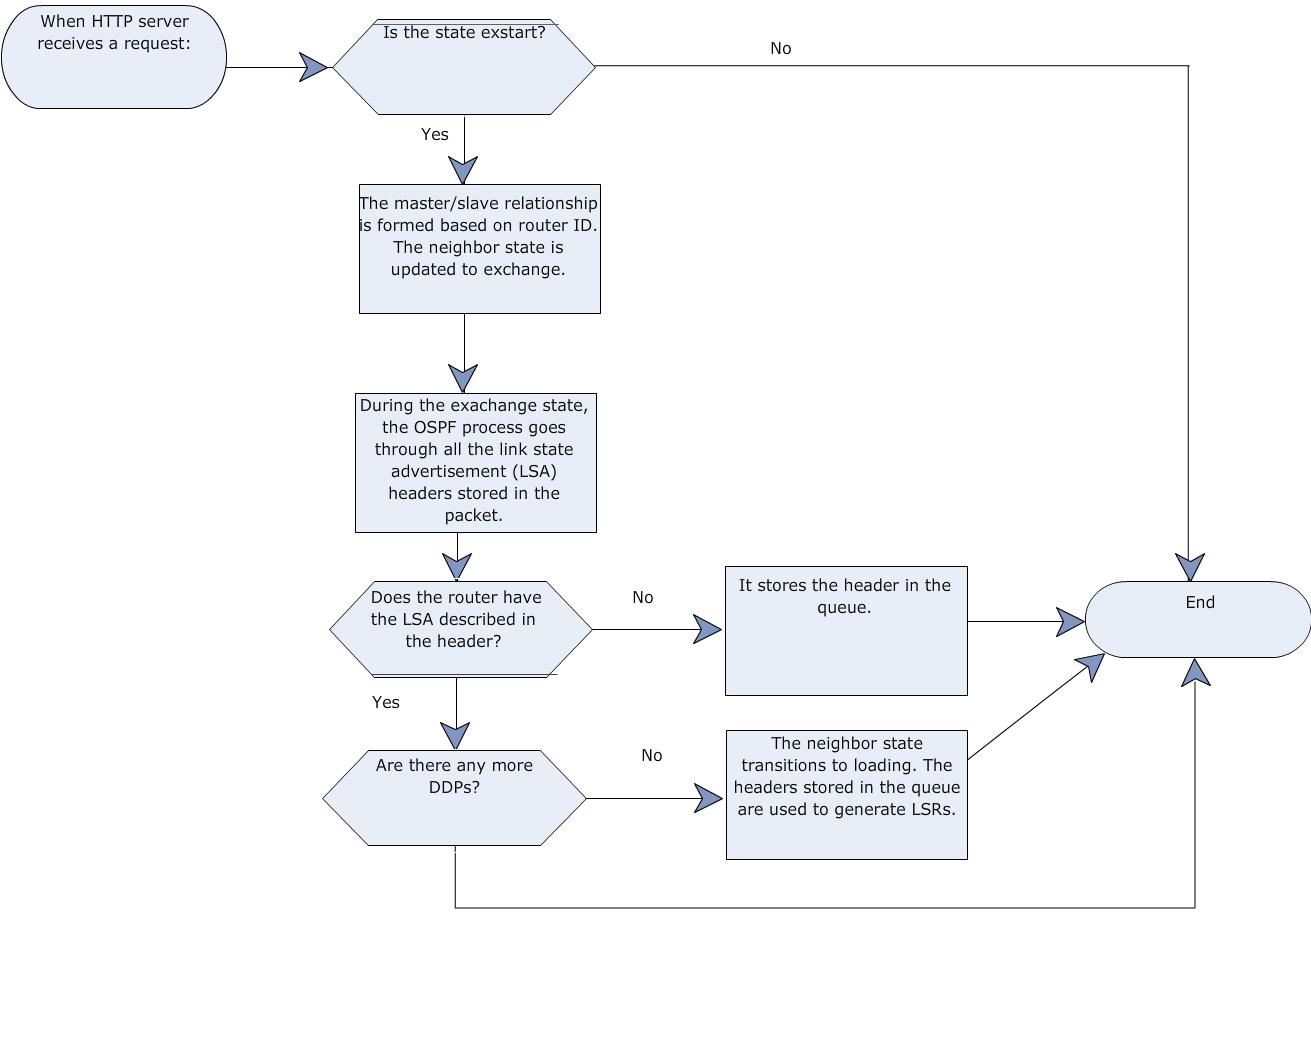 When HTTP server
receives a request:
Is the state exstart?
No
Yes
The master/slave relationship
is formed based on router ID.
The neighbor state is
updated to exchange.
During the exachange state,
the OSPF process goes
through all the link state
advertisement (LSA)
headers stored in the
packet.
Does the router have
the LSA described in
the header?
No
It stores the header in the
queue.
End
Yes
Are there any more
DDPs?
No
The neighbor state
transitions to loading. The
headers stored in the queue
are used to generate LSRs.